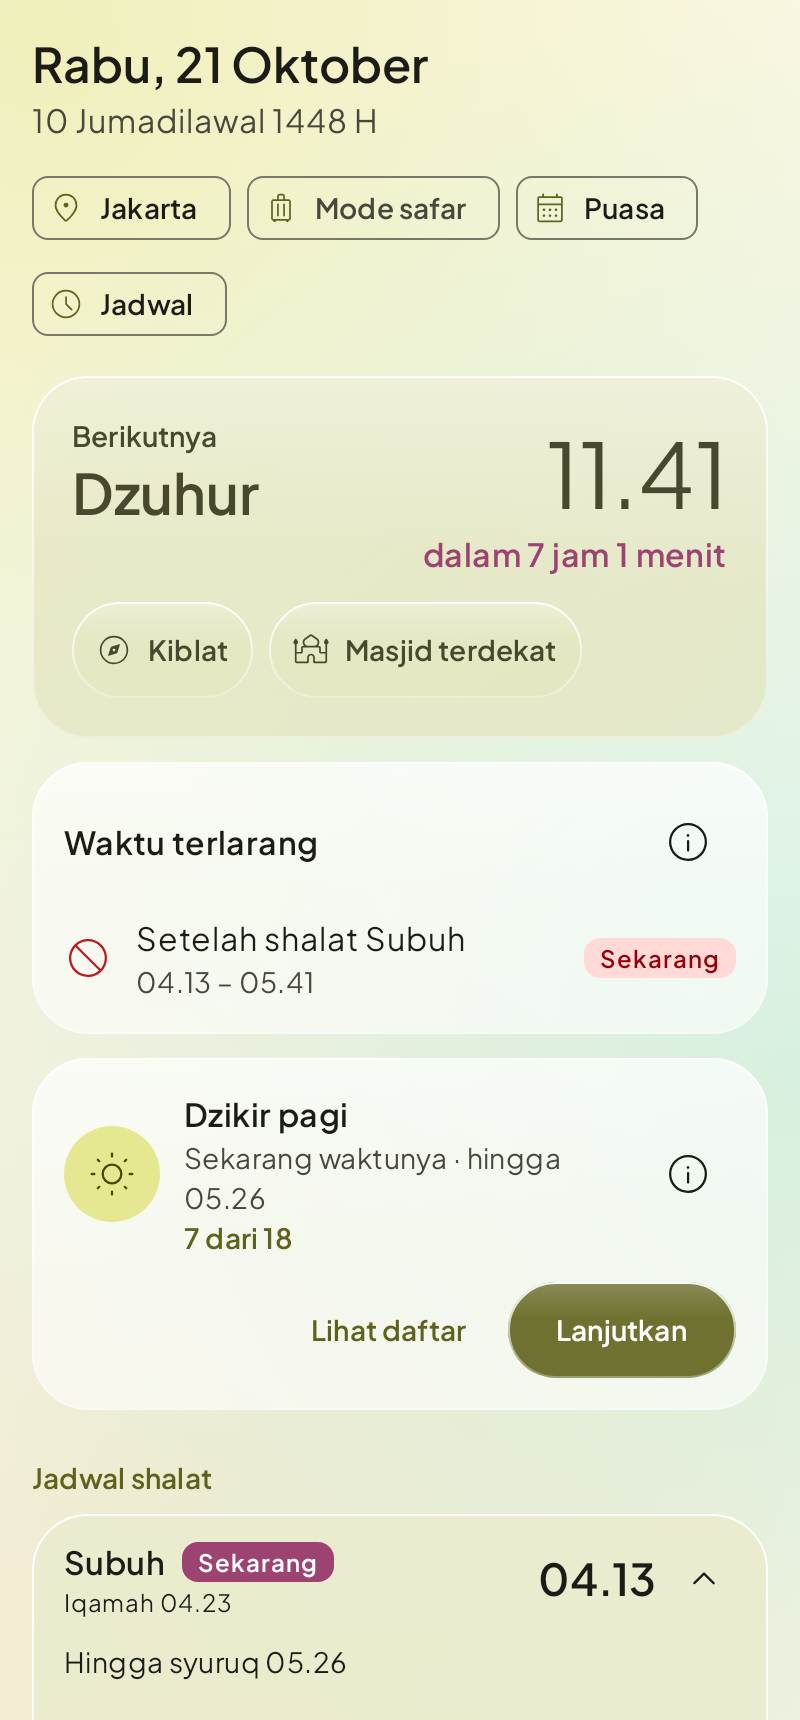 Rabu, 21 Oktober
10 Jumadilawal 1448 H
Jakarta
Mode safar
Puasa
Jadwal
Berikutnya
Dzuhur
11.41
dalam 7 jam 1 menit
Kiblat
Masjid terdekat
Waktu terlarang
Setelah shalat Subuh
04.13 – 05.41
Sekarang
Dzikir pagi
Sekarang waktunya · hingga
05.26
7 dari 18
Lihat daftar
Lanjutkan
Jadwal shalat
Subuh
Sekarang
04.13
Iqamah 04.23
Hingga syuruq 05.26